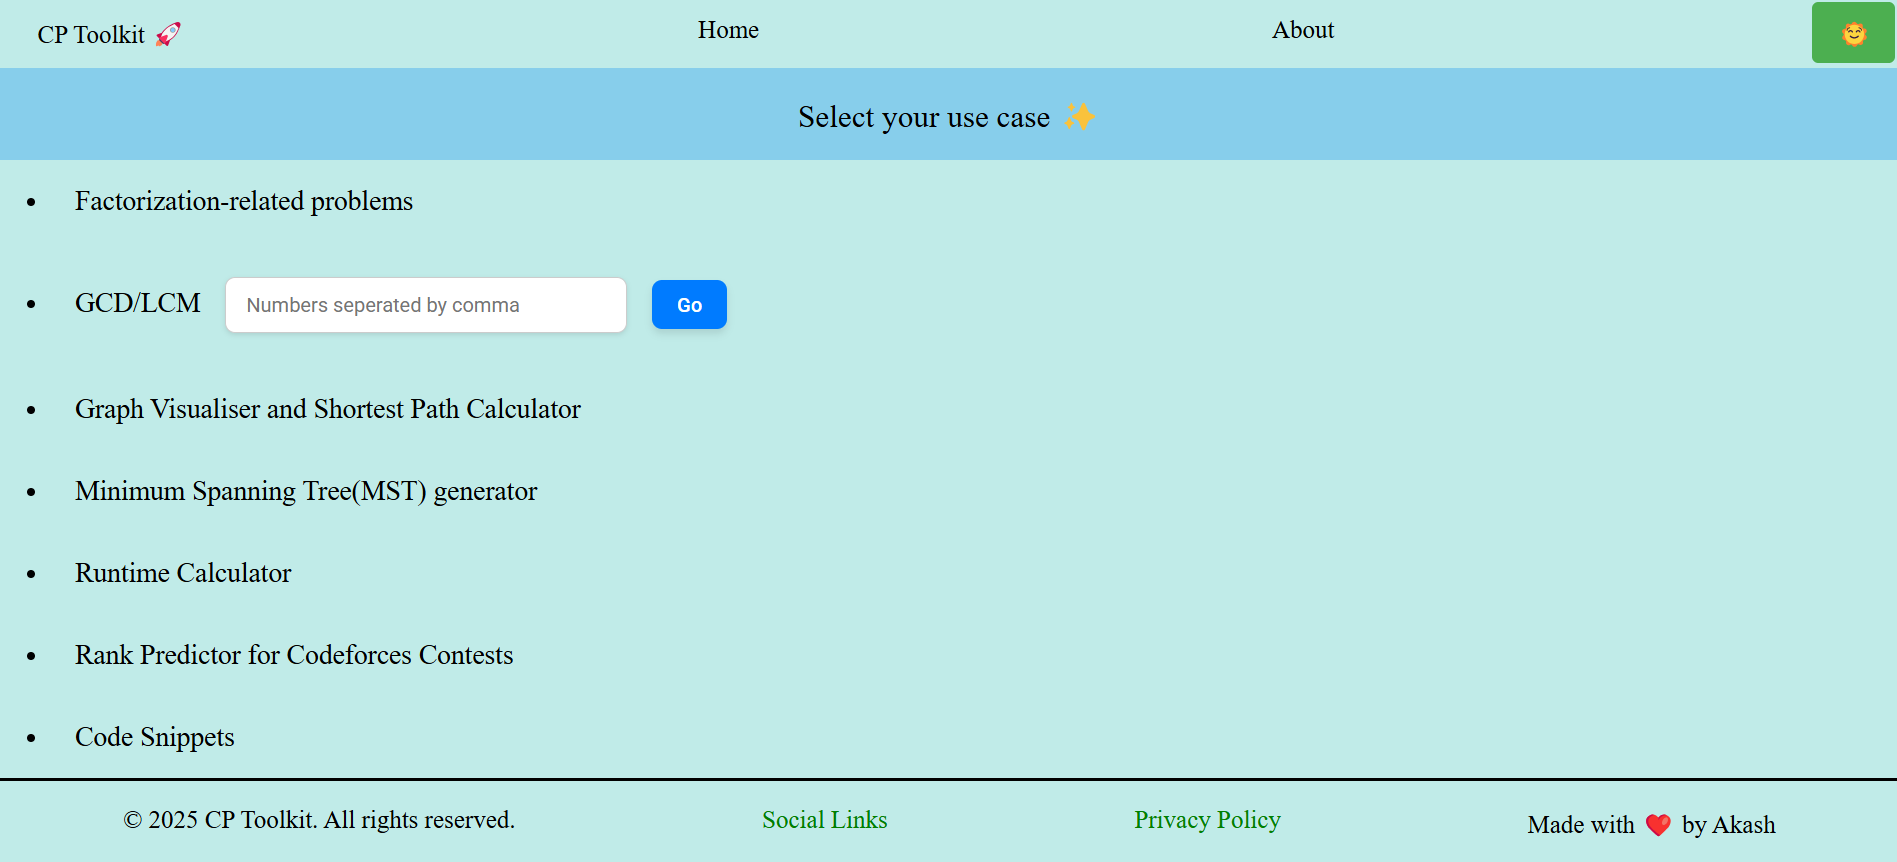 CP Toolkit 🚀
Home
About
🌞
Select your use case ✨
• Factorization-related problems
• GCD/LCM Numbers seperated by comma Go
• Graph Visualiser and Shortest Path Calculator
• Minimum Spanning Tree(MST) generator
• Runtime Calculator
• Rank Predictor for Codeforces Contests
• Code Snippets
© 2025 CP Toolkit. All rights reserved.
Social Links
Privacy Policy
Made with ❤️ by Akash